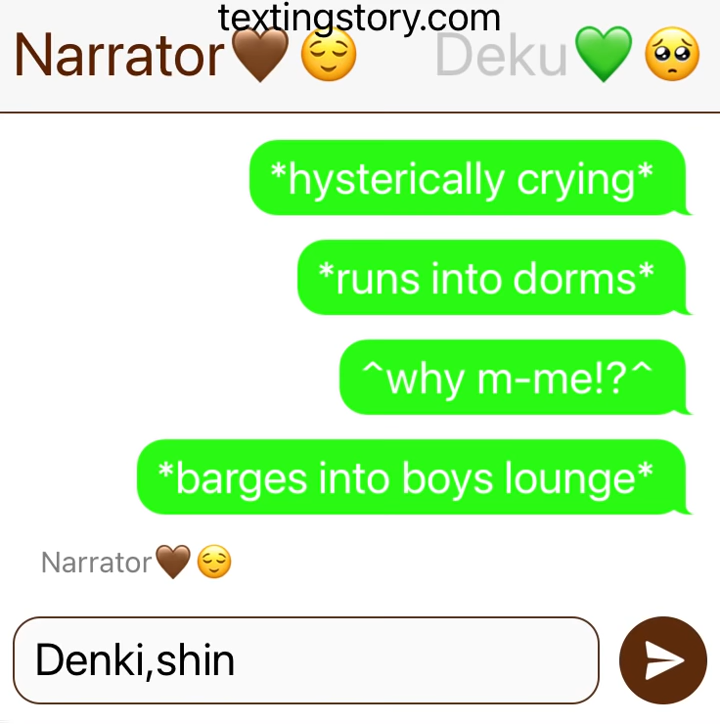 textingstory.com
Narrator🤎😌 Deku💚🥺
*hysterically crying*
*runs into dorms*
^why m-me!?^
*barges into boys lounge*
Narrator🤎😌
Denki,shin